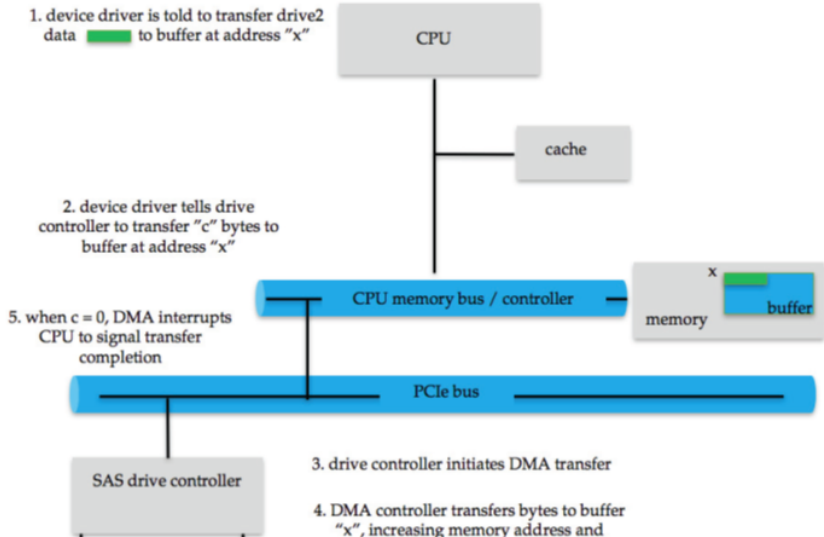 1. device driver is told to transfer drive2
data to buffer at address "x"
CPU
cache
2. device driver tells drive
controller to transfer "c" bytes to
buffer at address "x"
x
buffer
memory
CPU memory bus / controller
5. when c = 0, DMA interrupts
CPU to signal transfer
completion
PCIe bus
SAS drive controller
3. drive controller initiates DMA transfer
4. DMA controller transfers bytes to buffer
"x", increasing memory address and